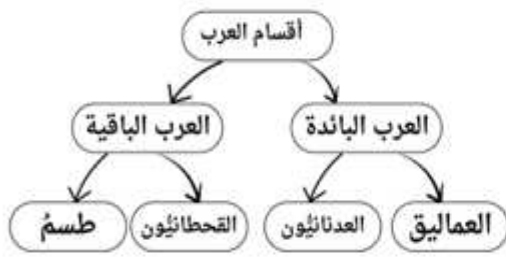 أقسام العرب
العرب البائدة
العرب الباقية
العماليق
العدنانيُّون
القحطانيُّون
طسمُ